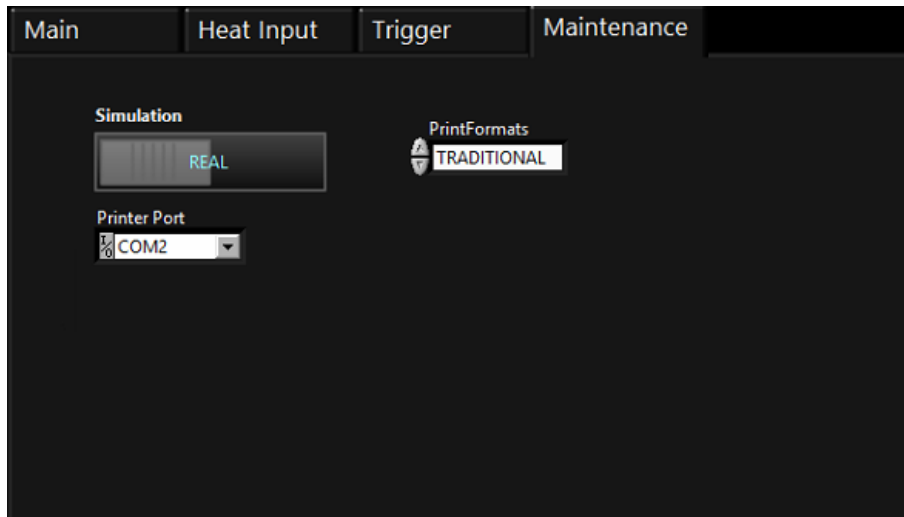 Main
Heat Input
Trigger
Maintenance
Simulation
REAL
PrintFormats
TRADITIONAL
Printer Port
I/O COM2